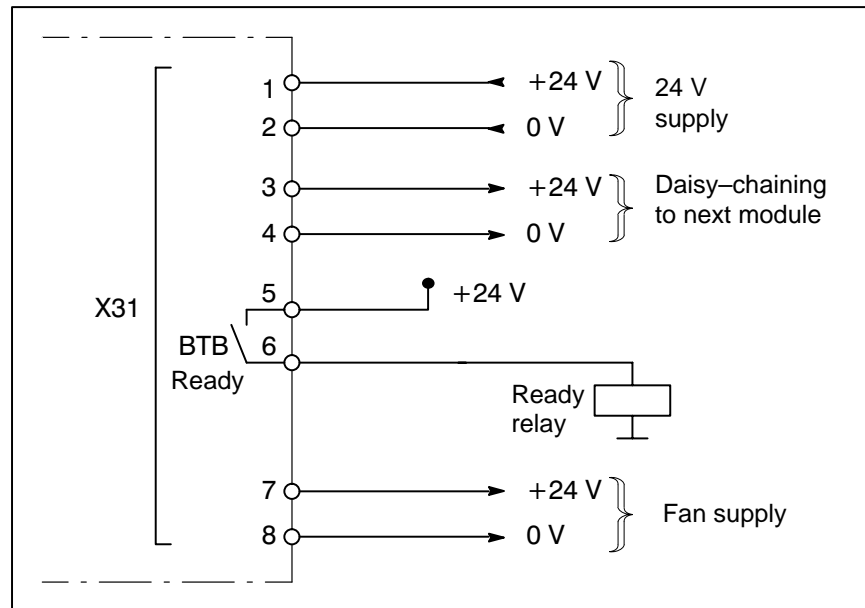 1
+24 V
24 V
supply
2
0 V
3
+24 V
Daisy–chaining
to next module
4
0 V
X31
5
+24 V
BTB
Ready
6
Ready
relay
7
+24 V
Fan supply
8
0 V